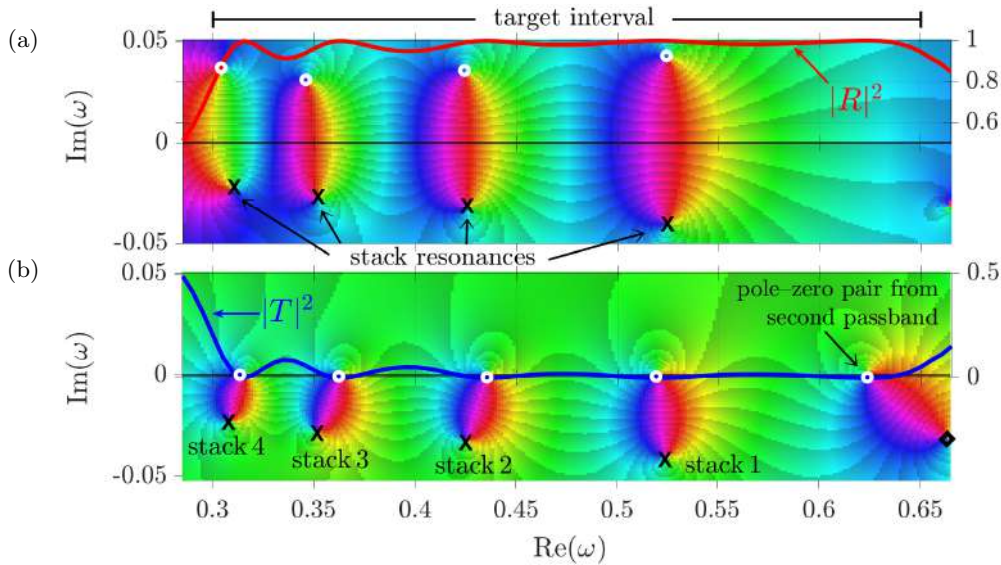 target interval
(a)
0.05
0
-0.05
Im(ω)
1
0.8
0.6
|R|²
stack resonances
(b)
0.05
0
-0.05
Im(ω)
0.5
0
|T|²
pole–zero pair from
second passband
stack 4
stack 3
stack 2
stack 1
0.3 0.35 0.4 0.45 0.5 0.55 0.6 0.65
Re(ω)